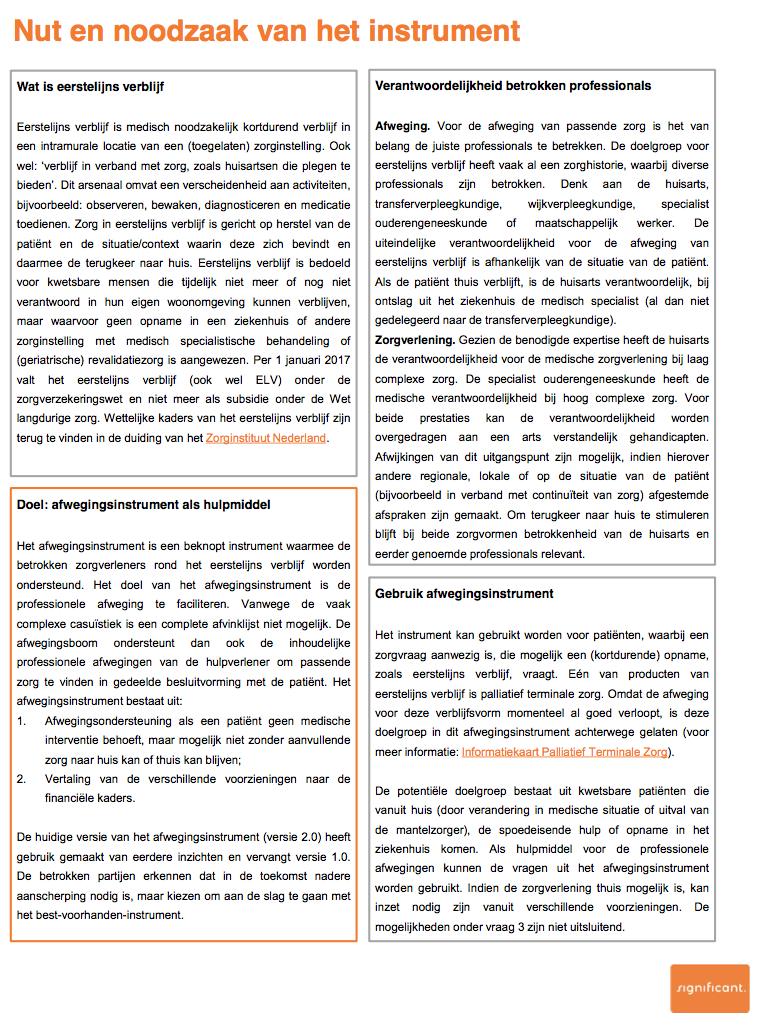 Nut en noodzaak van het instrument
Wat is eerstelijns verblijf
Eerstelijns verblijf is medisch noodzakelijk kortdurend verblijf in
een intramurale locatie van een (toegelaten) zorginstelling. Ook
wel: ‘verblijf in verband met zorg, zoals huisartsen die plegen te
bieden’. Dit arsenaal omvat een verscheidenheid aan activiteiten,
bijvoorbeeld: observeren, bewaken, diagnosticeren en medicatie
toedienen. Zorg in eerstelijns verblijf is gericht op herstel van de
patiënt en de situatie/context waarin deze zich bevindt en
daarmee de terugkeer naar huis. Eerstelijns verblijf is bedoeld
voor kwetsbare mensen die tijdelijk niet meer of nog niet
verantwoord in hun eigen woonomgeving kunnen verblijven,
maar waarvoor geen opname in een ziekenhuis of andere
zorginstelling met medisch specialistische behandeling of
(geriatrische) revalidatiezorg is aangewezen. Per 1 januari 2017
valt het eerstelijns verblijf (ook wel ELV) onder de
zorgverzekeringswet en niet meer als subsidie onder de Wet
langdurige zorg. Wettelijke kaders van het eerstelijns verblijf zijn
terug te vinden in de duiding van het Zorginstituut Nederland.
Doel: afwegingsinstrument als hulpmiddel
Het afwegingsinstrument is een beknopt instrument waarmee de
betrokken zorgverleners rond het eerstelijns verblijf worden
ondersteund. Het doel van het afwegingsinstrument is de
professionele afweging te faciliteren. Vanwege de vaak
complexe casuïstiek is een complete afvinklijst niet mogelijk. De
afwegingsboom ondersteunt dan ook de inhoudelijke
professionele afwegingen van de hulpverlener om passende
zorg te vinden in gedeelde besluitvorming met de patiënt. Het
afwegingsinstrument bestaat uit:
1. Afwegingsondersteuning als een patiënt geen medische
interventie behoeft, maar mogelijk niet zonder aanvullende
zorg naar huis kan of thuis kan blijven;
2. Vertaling van de verschillende voorzieningen naar de
financiële kaders.
De huidige versie van het afwegingsinstrument (versie 2.0) heeft
gebruik gemaakt van eerdere inzichten en vervangt versie 1.0.
De betrokken partijen erkennen dat in de toekomst nadere
aanscherping nodig is, maar kiezen om aan de slag te gaan met
het best-voorhanden-instrument.
Verantwoordelijkheid betrokken professionals
Afweging. Voor de afweging van passende zorg is het van
belang de juiste professionals te betrekken. De doelgroep voor
eerstelijns verblijf heeft vaak al een zorghistorie, waarbij diverse
professionals zijn betrokken. Denk aan de huisarts,
transferverpleegkundige, wijkverpleegkundige, specialist
ouderengeneeskunde of maatschappelijk werker. De
uiteindelijke verantwoordelijkheid voor de afweging van
eerstelijns verblijf is afhankelijk van de situatie van de patiënt.
Als de patiënt thuis verblijft, is de huisarts verantwoordelijk, bij
ontslag uit het ziekenhuis de medisch specialist (al dan niet
gedelegeerd naar de transferverpleegkundige).
Zorgverlening. Gezien de benodigde expertise heeft de huisarts
de verantwoordelijkheid voor de medische zorgverlening bij laag
complexe zorg. De specialist ouderengeneeskunde heeft de
medische verantwoordelijkheid bij hoog complexe zorg. Voor
beide prestaties kan de verantwoordelijkheid worden
overgedragen aan een arts verstandelijk gehandicapten.
Afwijkingen van dit uitgangspunt zijn mogelijk, indien hierover
andere regionale, lokale of op de situatie van de patiënt
(bijvoorbeeld in verband met continuïteit van zorg) afgestemde
afspraken zijn gemaakt. Om terugkeer naar huis te stimuleren
blijft bij beide zorgvormen betrokkenheid van de huisarts en
eerder genoemde professionals relevant.
Gebruik afwegingsinstrument
Het instrument kan gebruikt worden voor patiënten, waarbij een
zorgvraag aanwezig is, die mogelijk een (kortdurende) opname,
zoals eerstelijns verblijf, vraagt. Eén van producten van
eerstelijns verblijf is palliatief terminale zorg. Omdat de afweging
voor deze verblijfsvorm momenteel al goed verloopt, is deze
doelgroep in dit afwegingsinstrument achterwege gelaten (voor
meer informatie: Informatiekaart Palliatief Terminale Zorg).
De potentiële doelgroep bestaat uit kwetsbare patiënten die
vanuit huis (door verandering in medische situatie of uitval van
de mantelzorger), de spoedeisende hulp of opname in het
ziekenhuis komen. Als hulpmiddel voor de professionele
afwegingen kunnen de vragen uit het afwegingsinstrument
worden gebruikt. Indien de zorgverlening thuis mogelijk is, kan
inzet nodig zijn vanuit verschillende voorzieningen. De
mogelijkheden onder vraag 3 zijn niet uitsluitend.
significant.